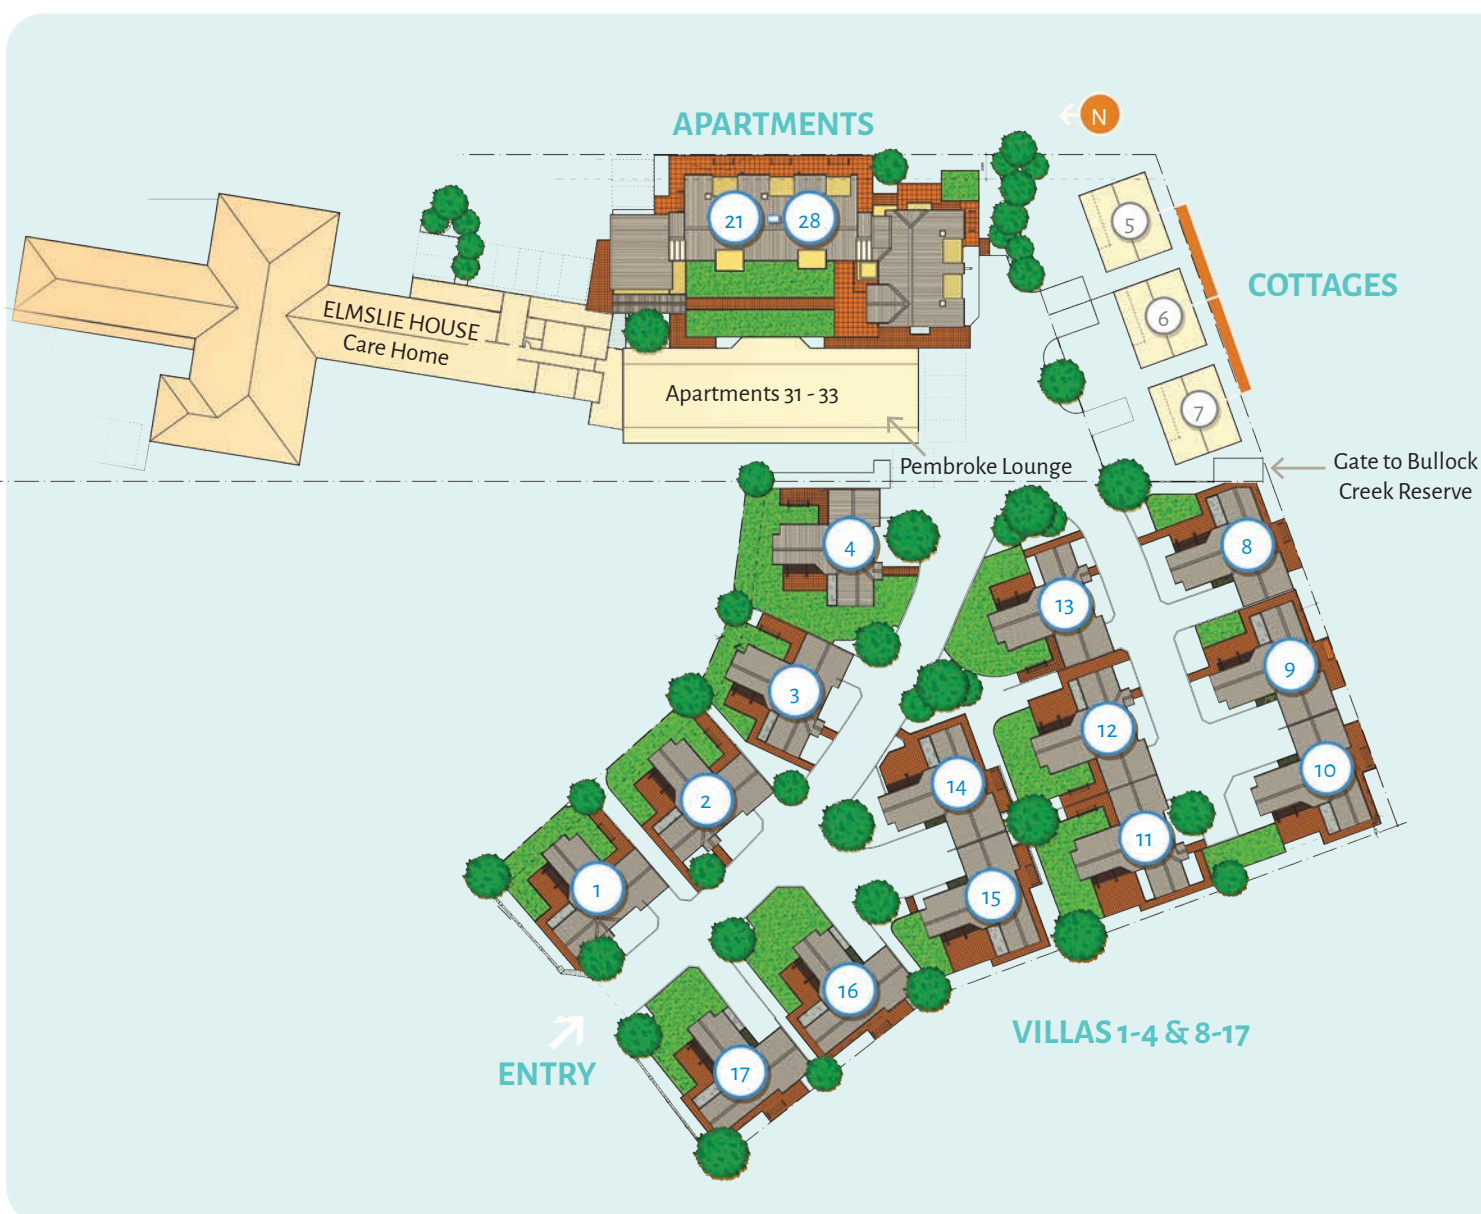 APARTMENTS
N
21
28
5
COTTAGES
6
ELMSLIE HOUSE
Care Home
Apartments 31 - 33
7
Pembroke Lounge
Gate to Bullock
Creek Reserve
4
8
13
9
3
12
10
14
2
11
1
15
16
VILLAS 1-4 & 8-17
ENTRY
17